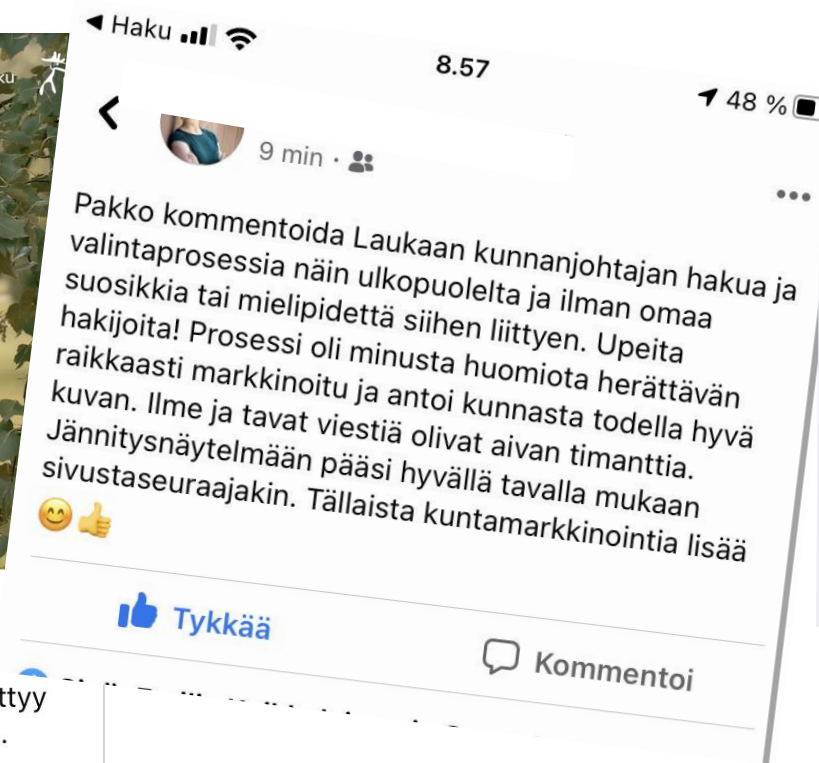 ku
Haku
8.57
48 %
9 min
Pakko kommentoida Laukaan kunnanjohtajan hakua ja
valintaprosessia näin ulkopuolelta ja ilman omaa
suosikkia tai mielipidettä siihen liittyen. Upeita
hakijoita! Prosessi oli minusta huomiota herättävän
raikkaasti markkinoitu ja antoi kunnasta todella hyvä
kuvan. Ilme ja tavat viestiä olivat aivan timanttia.
Jännitysnäytelmään pääsi hyvällä tavalla mukaan
sivustaseuraajakin. Tällaista kuntamarkkinointia lisää
😊👍
Tykkää
Kommentoi
ttyy
.